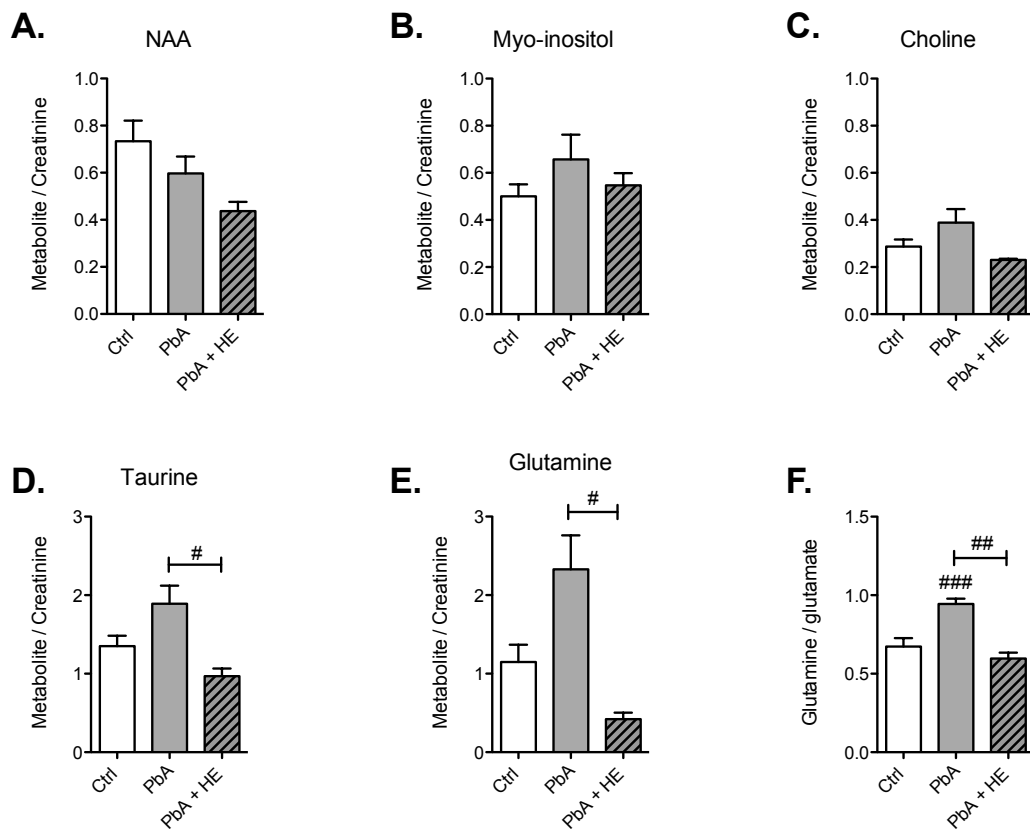 A.
NAA
Metabolite / Creatinine
1.0
0.8
0.6
0.4
0.2
0.0
Ctrl
PbA
PbA + HE
B.
Myo-inositol
Metabolite / Creatinine
1.0
0.8
0.6
0.4
0.2
0.0
Ctrl
PbA
PbA + HE
C.
Choline
Metabolite / Creatinine
1.0
0.8
0.6
0.4
0.2
0.0
Ctrl
PbA
PbA + HE
D.
Taurine
Metabolite / Creatinine
3
2
1
0
#
Ctrl
PbA
PbA + HE
E.
Glutamine
Metabolite / Creatinine
3
2
1
0
#
Ctrl
PbA
PbA + HE
F.
Glutamine / glutamate
1.5
1.0
0.5
0.0
##
###
Ctrl
PbA
PbA + HE